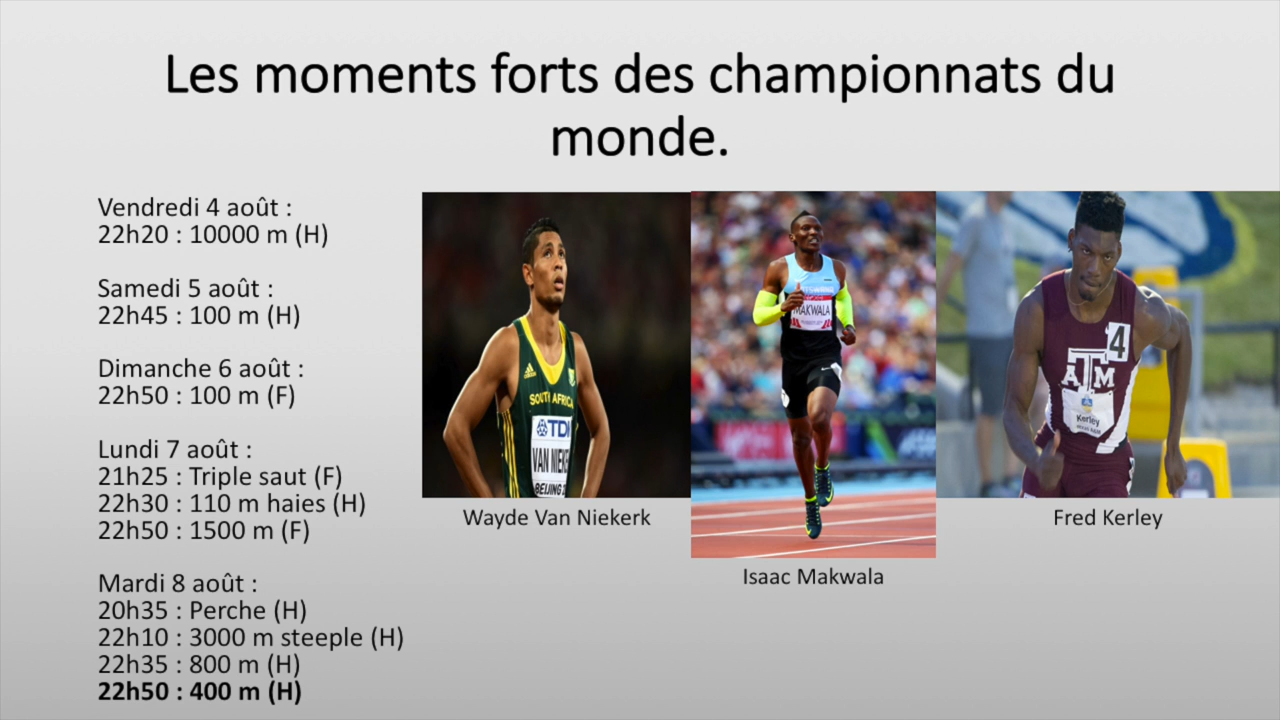 Les moments forts des championnats du
monde.
Vendredi 4 août :
22h20 : 10000 m (H)
Samedi 5 août :
22h45 : 100 m (H)
Dimanche 6 août :
22h50 : 100 m (F)
Lundi 7 août :
21h25 : Triple saut (F)
22h30 : 110 m haies (H)
22h50 : 1500 m (F)
Mardi 8 août :
20h35 : Perche (H)
22h10 : 3000 m steeple (H)
22h35 : 800 m (H)
22h50 : 400 m (H)
SOUTH AFRICA
TDK
VAN NIEKE
BEIJING
Wayde Van Niekerk
MAKWALA
Isaac Makwala
4
ATM
Kerley
Fred Kerley